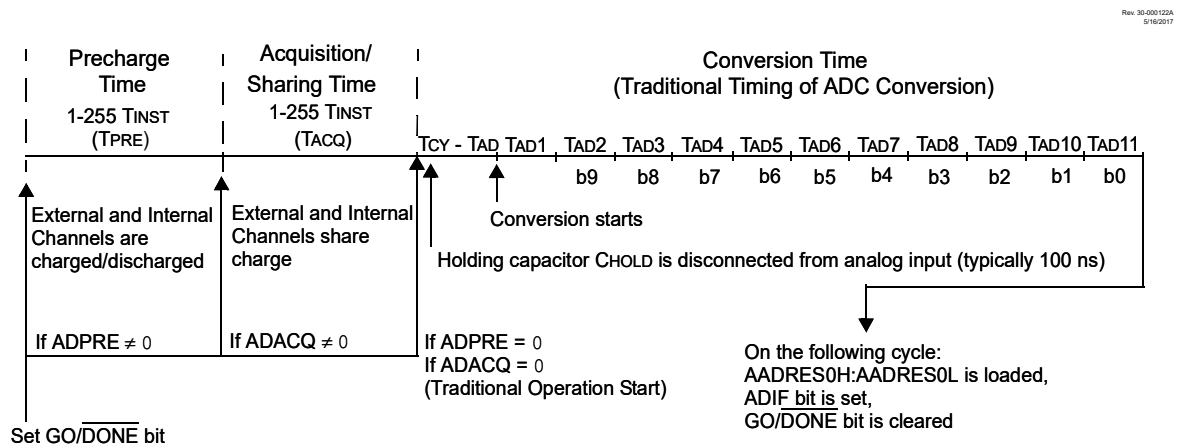 Rev. 30-000122A
5/16/2017
Precharge
Time
1-255 TINST
(TPRE)
Acquisition/
Sharing Time
1-255 TINST
(TACQ)
Conversion Time
(Traditional Timing of ADC Conversion)
TCY - TAD TAD1 TAD2 TAD3 TAD4 TAD5 TAD6 TAD7 TAD8 TAD9 TAD10 TAD11
b9 b8 b7 b6 b5 b4 b3 b2 b1 b0
External and Internal
Channels are
charged/discharged
External and Internal
Channels share
charge
Conversion starts
Holding capacitor CHOLD is disconnected from analog input (typically 100 ns)
If ADPRE ≠ 0
If ADACQ ≠ 0
If ADPRE = 0
If ADACQ = 0
(Traditional Operation Start)
On the following cycle:
AADRES0H:AADRES0L is loaded,
ADIF bit is set,
GO/DONE bit is cleared
Set GO/DONE bit